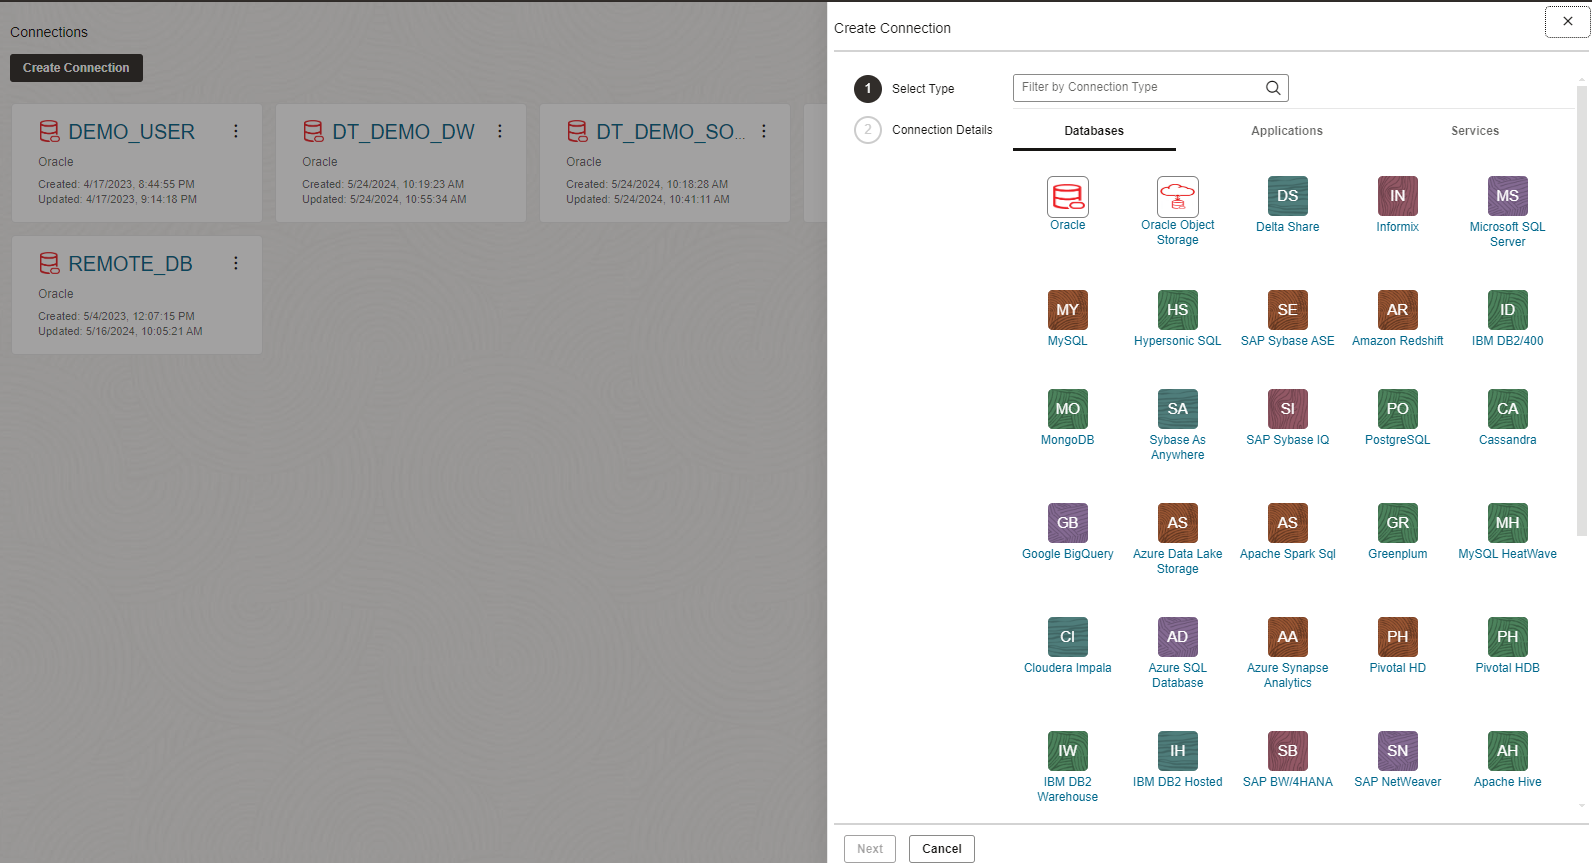 Connections
Create Connection
DEMO_USER
Oracle
Created: 4/17/2023, 8:44:55 PM
Updated: 4/17/2023, 9:14:18 PM
DT_DEMO_DW
Oracle
Created: 5/24/2024, 10:19:23 AM
Updated: 5/24/2024, 10:55:34 AM
DT_DEMO_SO...
Oracle
Created: 5/24/2024, 10:18:28 AM
Updated: 5/24/2024, 10:41:11 AM
REMOTE_DB
Oracle
Created: 5/4/2023, 12:07:15 PM
Updated: 5/16/2024, 10:05:21 AM
Create Connection
1 Select Type
2 Connection Details
Filter by Connection Type
Databases Applications Services
Oracle
Oracle Object
Storage
DS
Delta Share
IN
Informix
MS
Microsoft SQL
Server
MY
MySQL
HS
Hypersonic SQL
SE
SAP Sybase ASE
AR
Amazon Redshift
ID
IBM DB2/400
MO
MongoDB
SA
Sybase As
Anywhere
SI
SAP Sybase IQ
PO
PostgreSQL
CA
Cassandra
GB
Google BigQuery
AS
Azure Data Lake
Storage
AS
Apache Spark Sql
GR
Greenplum
MH
MySQL HeatWave
CI
Cloudera Impala
AD
Azure SQL
Database
AA
Azure Synapse
Analytics
PH
Pivotal HD
PH
Pivotal HDB
IW
IBM DB2
Warehouse
IH
IBM DB2 Hosted
SB
SAP BW/4HANA
SN
SAP NetWeaver
AH
Apache Hive
Next
Cancel